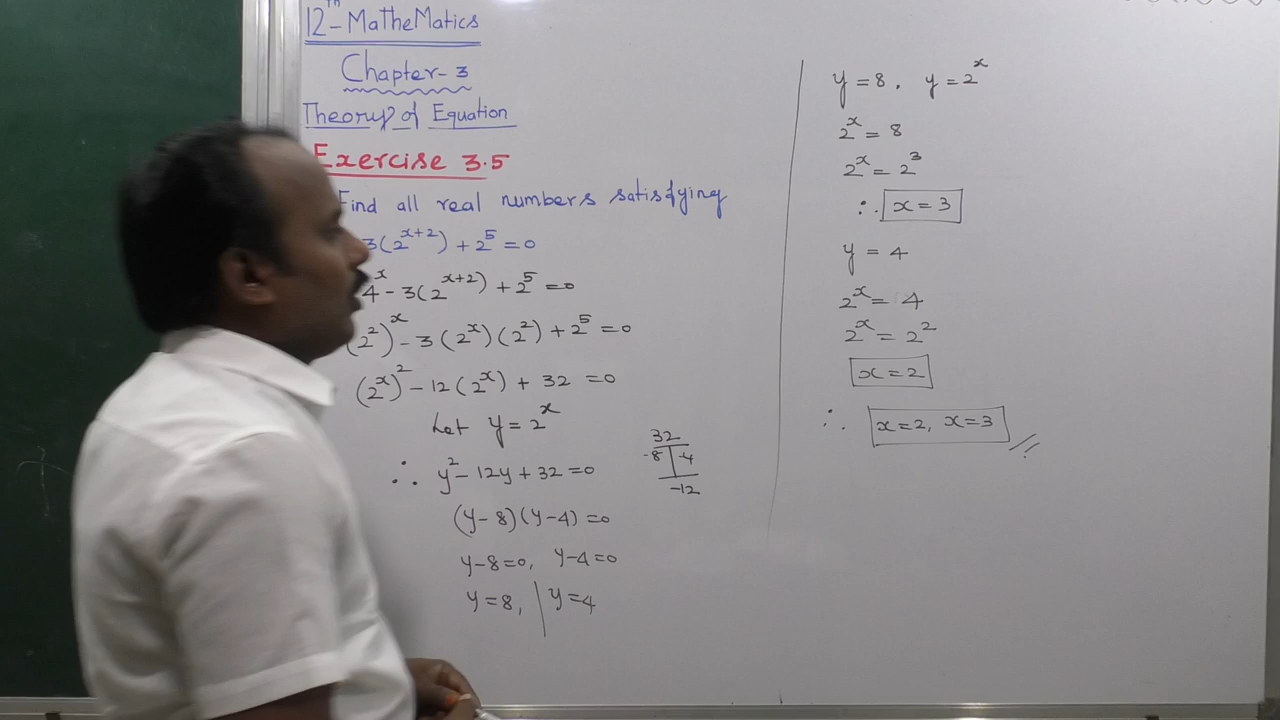 12th - MatheMatics
Chapter - 3
Theory of Equation
Exercise 3.5
Find all real numbers satisfying
3(2^(x+2)) + 2^5 = 0
4^x - 3(2^(x+2)) + 2^5 = 0
(2^2)^x - 3(2^x)(2^2) + 2^5 = 0
(2^x)^2 - 12(2^x) + 32 = 0
Let y = 2^x
∴ y^2 - 12y + 32 = 0
32
-8 | -4
-12
(y - 8)(y - 4) = 0
y - 8 = 0, y - 4 = 0
y = 8, | y = 4
y = 8, y = 2^x
2^x = 8
2^x = 2^3
∴ x = 3
y = 4
2^x = 4
2^x = 2^2
x = 2
∴ x = 2, x = 3